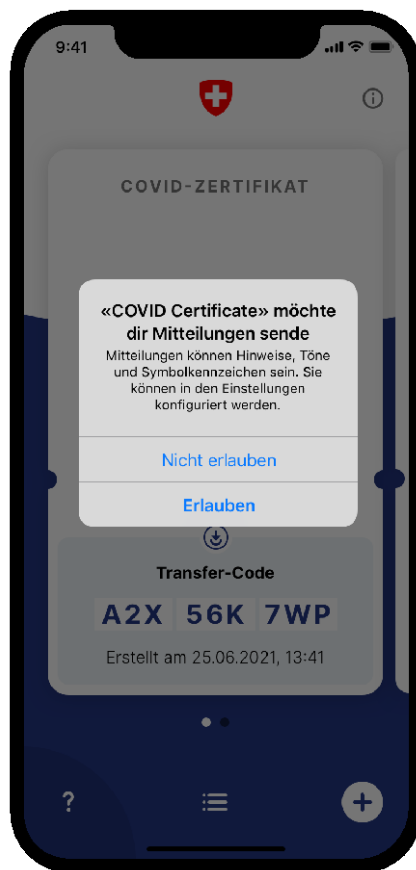 9:41
COVID-ZERTIFIKAT
«COVID Certificate» möchte
dir Mitteilungen sende
Mitteilungen können Hinweise, Töne
und Symbolkennzeichen sein. Sie
können in den Einstellungen
konfiguriert werden.
Nicht erlauben
Erlauben
Transfer-Code
A2X 56K 7WP
Erstellt am 25.06.2021, 13:41
?